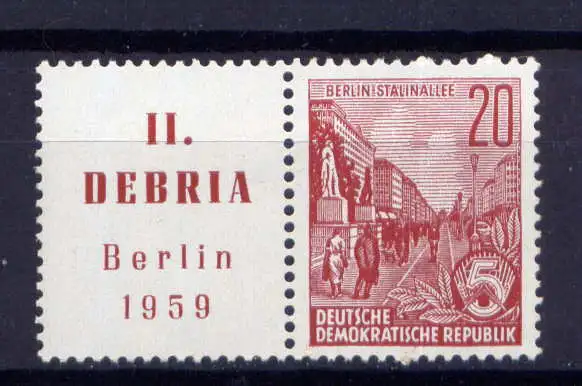 II.
DEBRIA
Berlin
1959
BERLIN-STALINALLEE
20
5
DEUTSCHE
DEMOKRATISCHE REPUBLIK